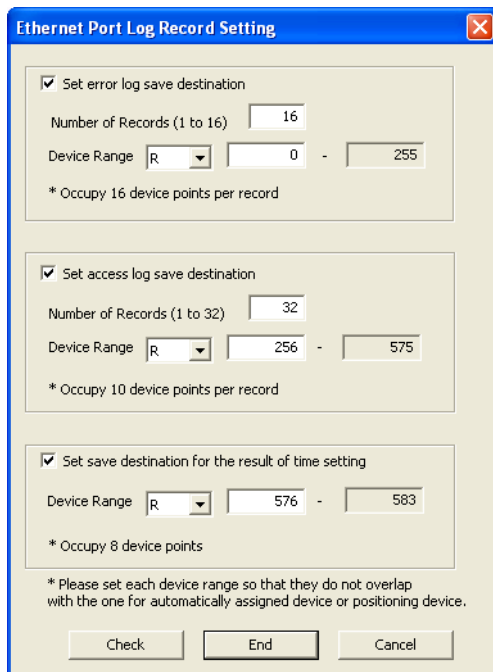 Ethernet Port Log Record Setting
Set error log save destination
Number of Records (1 to 16) 16
Device Range R 0 - 255
* Occupy 16 device points per record
Set access log save destination
Number of Records (1 to 32) 32
Device Range R 256 - 575
* Occupy 10 device points per record
Set save destination for the result of time setting
Device Range R 576 - 583
* Occupy 8 device points
* Please set each device range so that they do not overlap
with the one for automatically assigned device or positioning device.
Check End Cancel